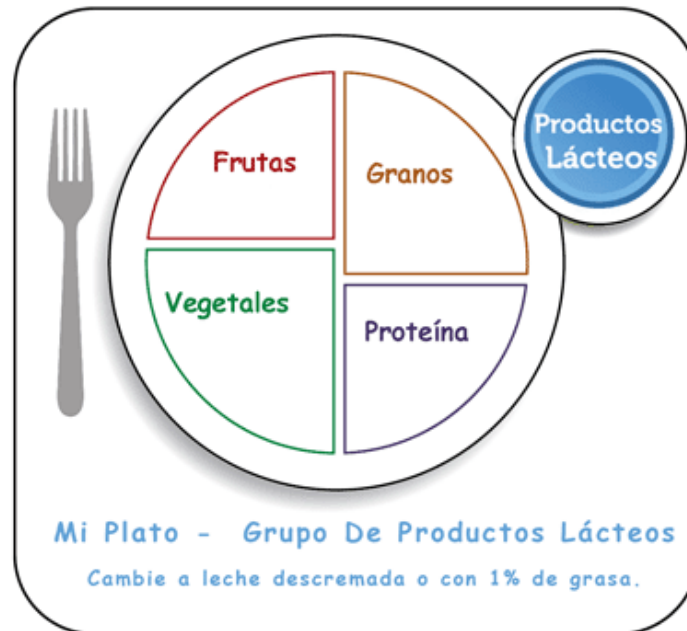 Productos
Lácteos
Frutas
Granos
Vegetales
Proteína
Mi Plato - Grupo De Productos Lácteos
Cambie a leche descremada o con 1% de grasa.